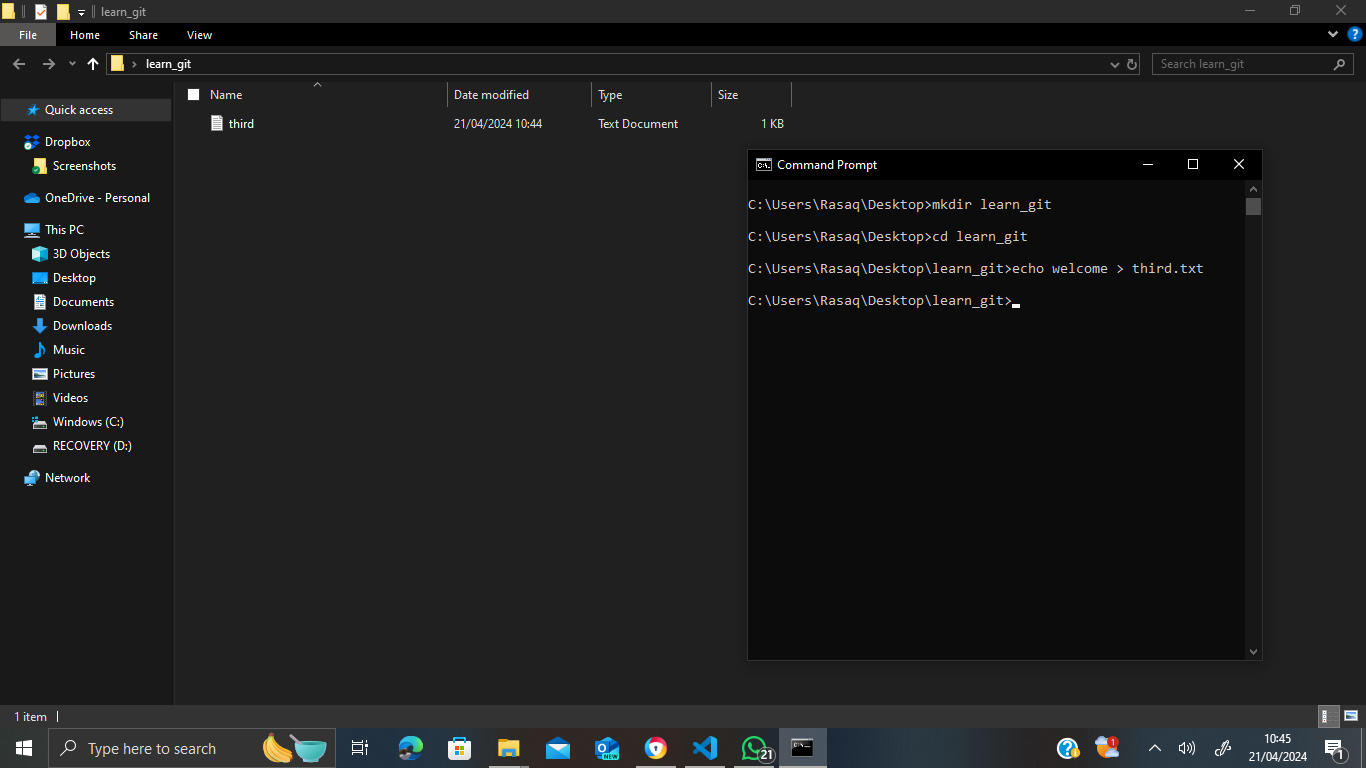 learn_git
File Home Share View
learn_git
Search learn_git
Name Date modified Type Size
third 21/04/2024 10:44 Text Document 1 KB
Quick access
Dropbox
Screenshots
OneDrive - Personal
This PC
3D Objects
Desktop
Documents
Downloads
Music
Pictures
Videos
Windows (C:)
RECOVERY (D:)
Network
Command Prompt
C:\Users\Rasaq\Desktop>mkdir learn_git
C:\Users\Rasaq\Desktop>cd learn_git
C:\Users\Rasaq\Desktop\learn_git>echo welcome > third.txt
C:\Users\Rasaq\Desktop\learn_git>
1 item
Type here to search
NEW
21
1
10:45
21/04/2024
1